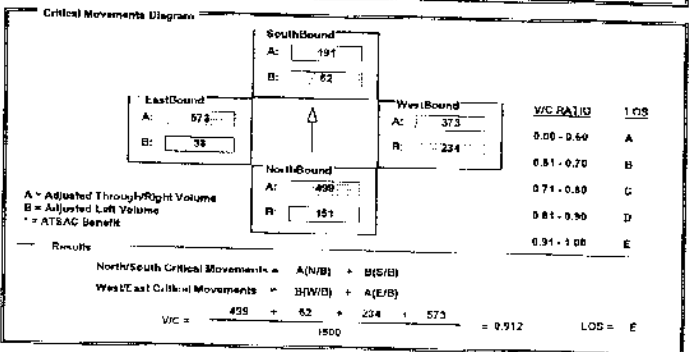 Critical Movements Diagram
SouthBound
A: 191
B: 62
EastBound
A: 573
B: 38
WestBound
A: 373
B: 234
NorthBound
A: 499
B: 151
V/C RATIO LOS
0.00 - 0.60 A
0.61 - 0.70 B
0.71 - 0.80 C
0.81 - 0.90 D
0.91 - 1.00 E
A = Adjusted Through/Right Volume
B = Adjusted Left Volume
* = ATSAC Benefit
Results
North/South Critical Movements = A(N/B) + B(S/B)
West/East Critical Movements = B(W/B) + A(E/B)
V/C = 499 + 62 + 234 + 573 / 1500 = 0.912 LOS = E